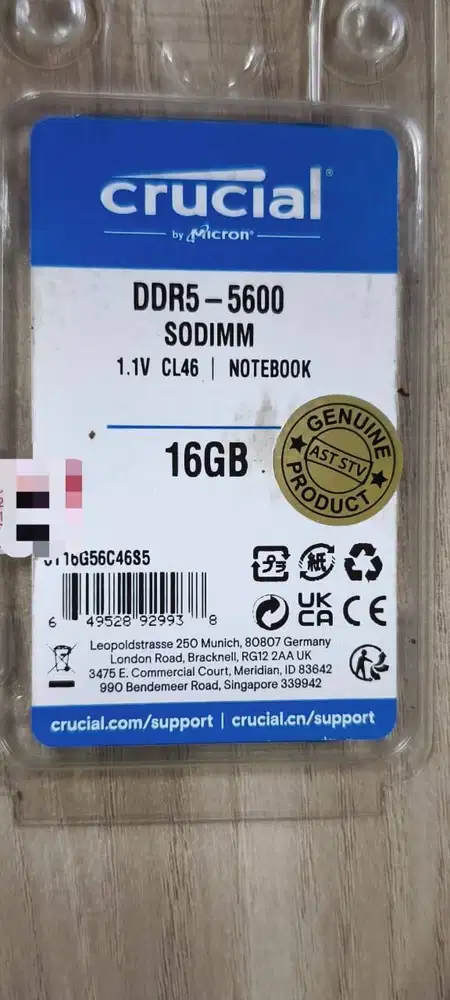 crucial®
by Micron®
DDR5-5600
SODIMM
1.1V CL46 | NOTEBOOK
16GB
GENUINE
AST STV
PRODUCT
CT16G56C46S5
紙
UK
CA
CE
6 49528 92993 8
Leopoldstrasse 250 Munich, 80807 Germany
London Road, Bracknell, RG12 2AA UK
3475 E. Commercial Court, Meridian, ID 83642
990 Bendemeer Road, Singapore 339942
crucial.com/support | crucial.cn/support